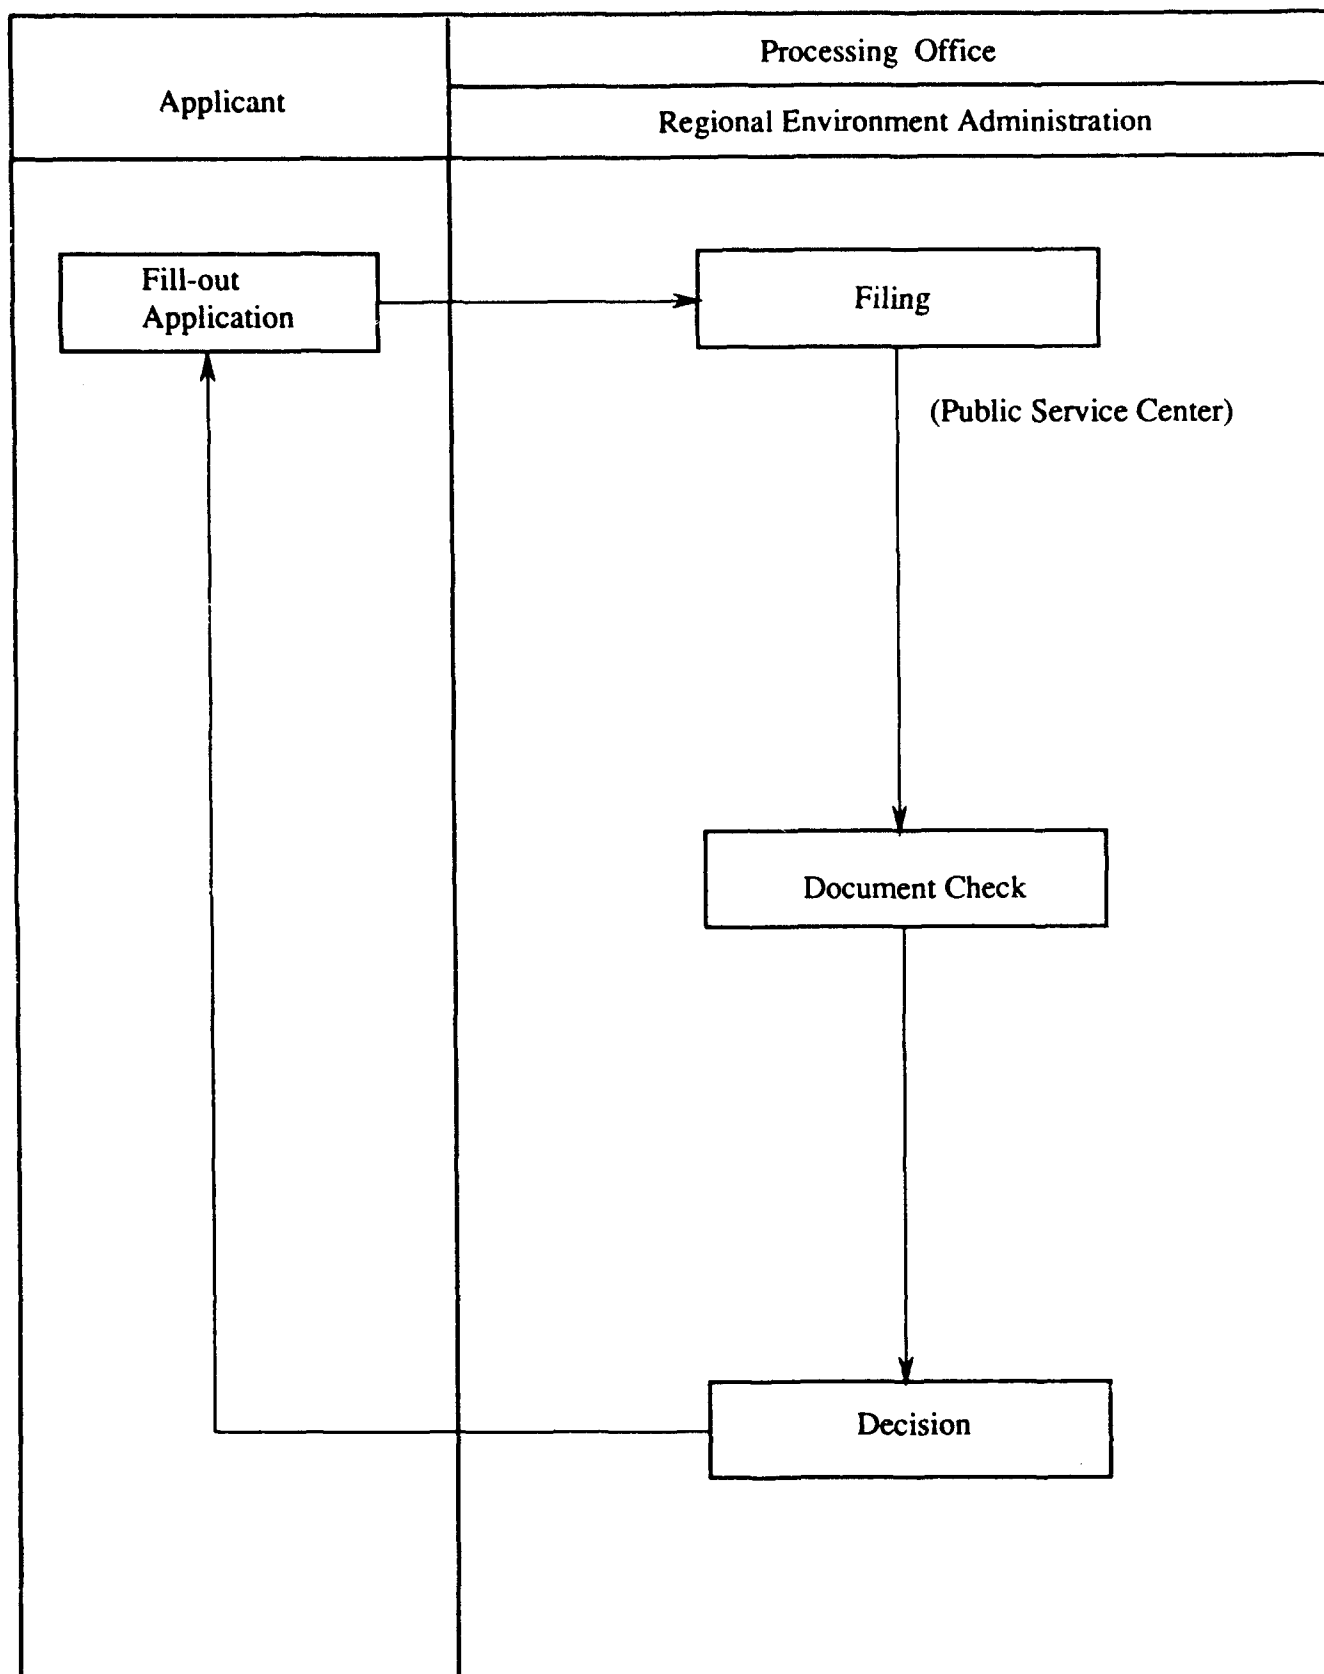 Applicant
Processing Office
Regional Environment Administration
Fill-out
Application
Filing
(Public Service Center)
Document Check
Decision